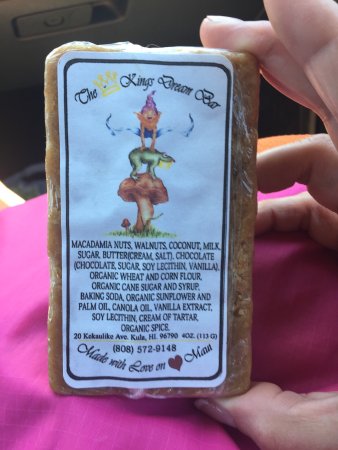 The Kings Dream Bar
MACADAMIA NUTS, WALNUTS, COCONUT, MILK,
SUGAR, BUTTER(CREAM, SALT). CHOCOLATE
(CHOCOLATE, SUGAR, SOY LECITHIN, VANILLA).
ORGANIC WHEAT AND CORN FLOUR,
ORGANIC CANE SUGAR AND SYRUP,
BAKING SODA, ORGANIC SUNFLOWER AND
PALM OIL, CANOLA OIL, VANILLA EXTRACT,
SOY LECITHIN, CREAM OF TARTAR,
ORGANIC SPICE.
20 Kekaulike Ave. Kula, HI. 96790 4OZ. (113 G)
(808) 572-9148
Made with Love on Maui